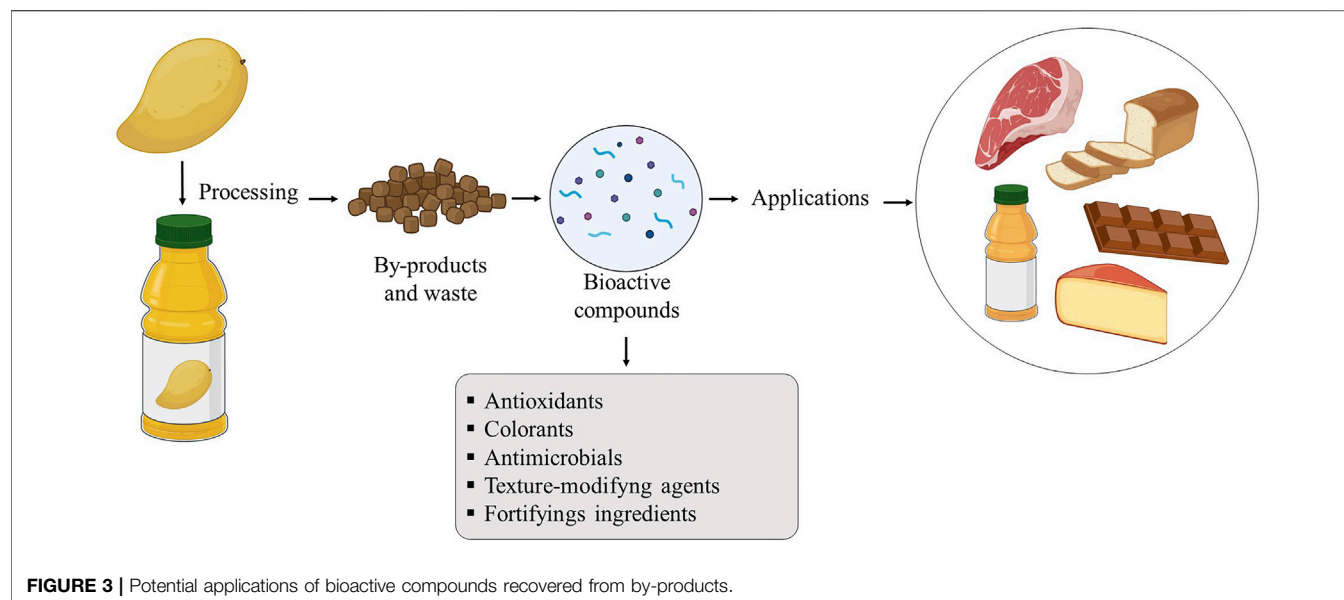 Processing
By-products
and waste
Bioactive
compounds
Applications
▪ Antioxidants
▪ Colorants
▪ Antimicrobials
▪ Texture-modifyng agents
▪ Fortifyings ingredients
FIGURE 3 | Potential applications of bioactive compounds recovered from by-products.